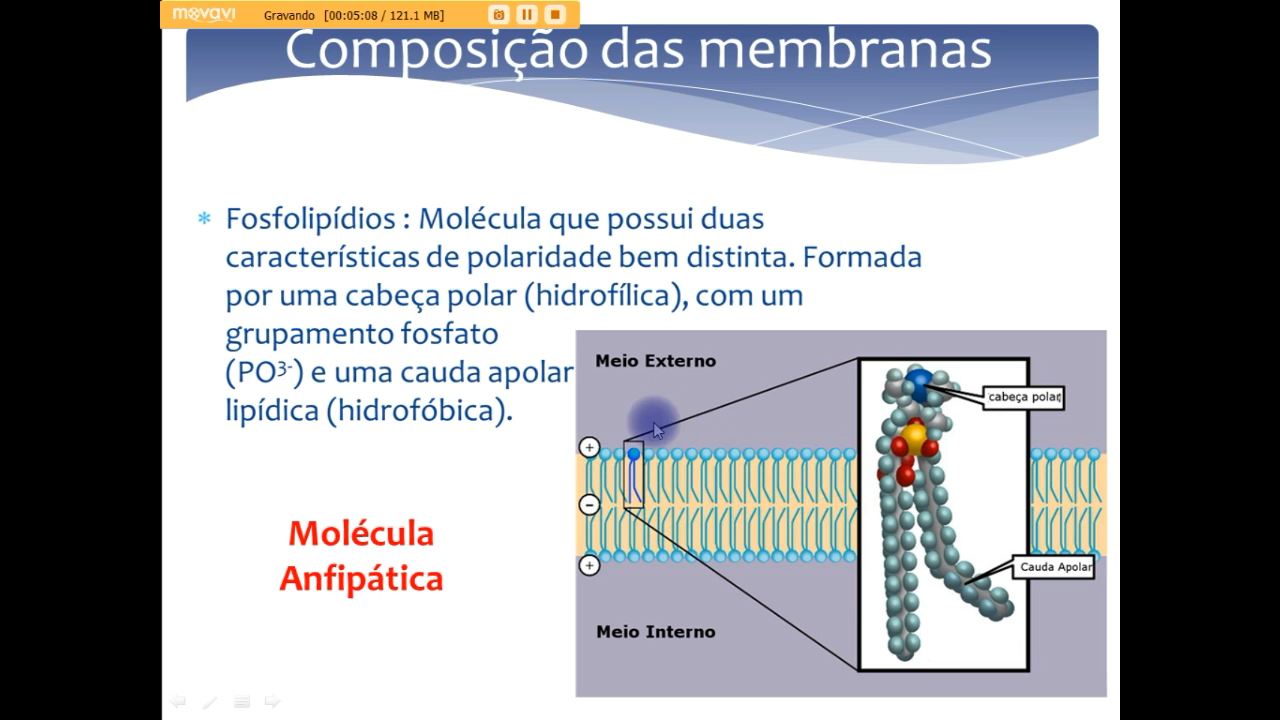 movavi Gravando [00:05:08 / 121.1 MB]
Composição das membranas
* Fosfolipídios : Molécula que possui duas
características de polaridade bem distinta. Formada
por uma cabeça polar (hidrofílica), com um
grupamento fosfato
(PO³⁻) e uma cauda apolar
lipídica (hidrofóbica).
Molécula
Anfipática
Meio Externo
cabeça polar
+
−
+
Cauda Apolar
Meio Interno